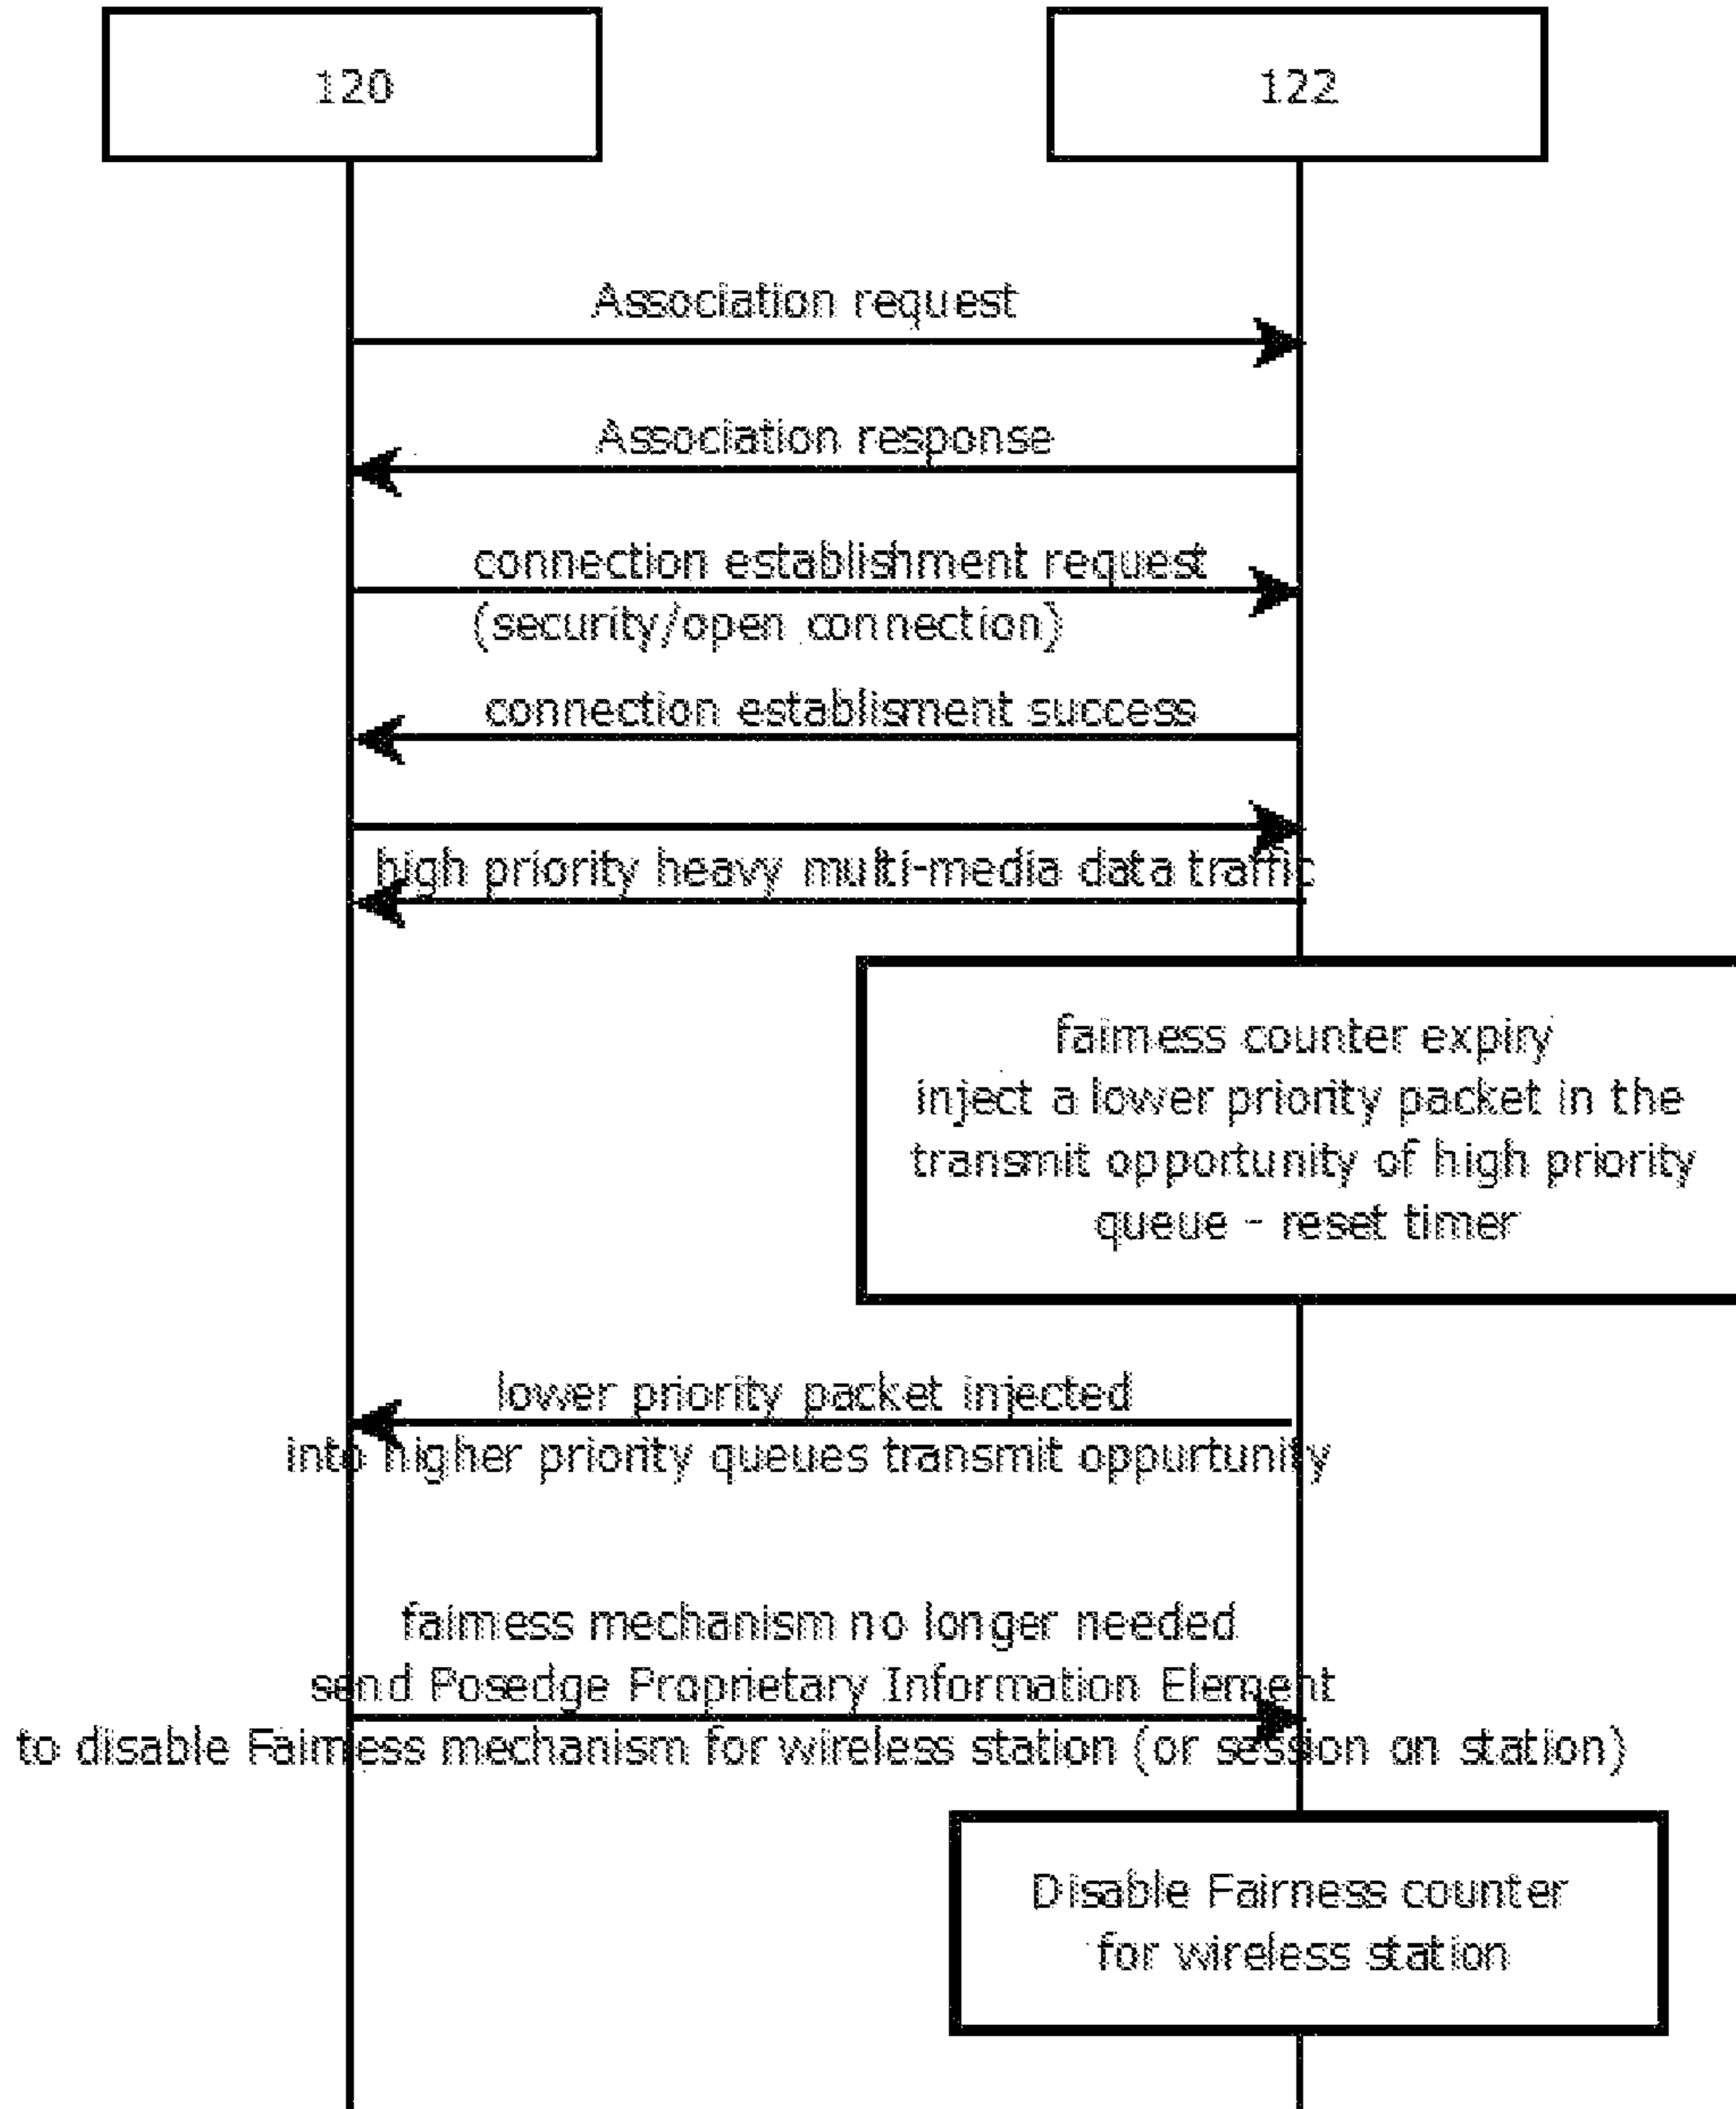 120
122
Association request
Association response
connection establishment request
(security/open connection)
connection establisment success
high priority heavy multi-media data traffic
fairness counter expiry
inject a lower priority packet in the
transmit opportunity of high priority
queue - reset timer
lower priority packet injected
into higher priority queues transmit oppurtunity
fairness mechanism no longer needed
send Posedge Proprietary Information Element
to disable Fairness mechanism for wireless station (or session on station)
Disable Fairness counter
for wireless station